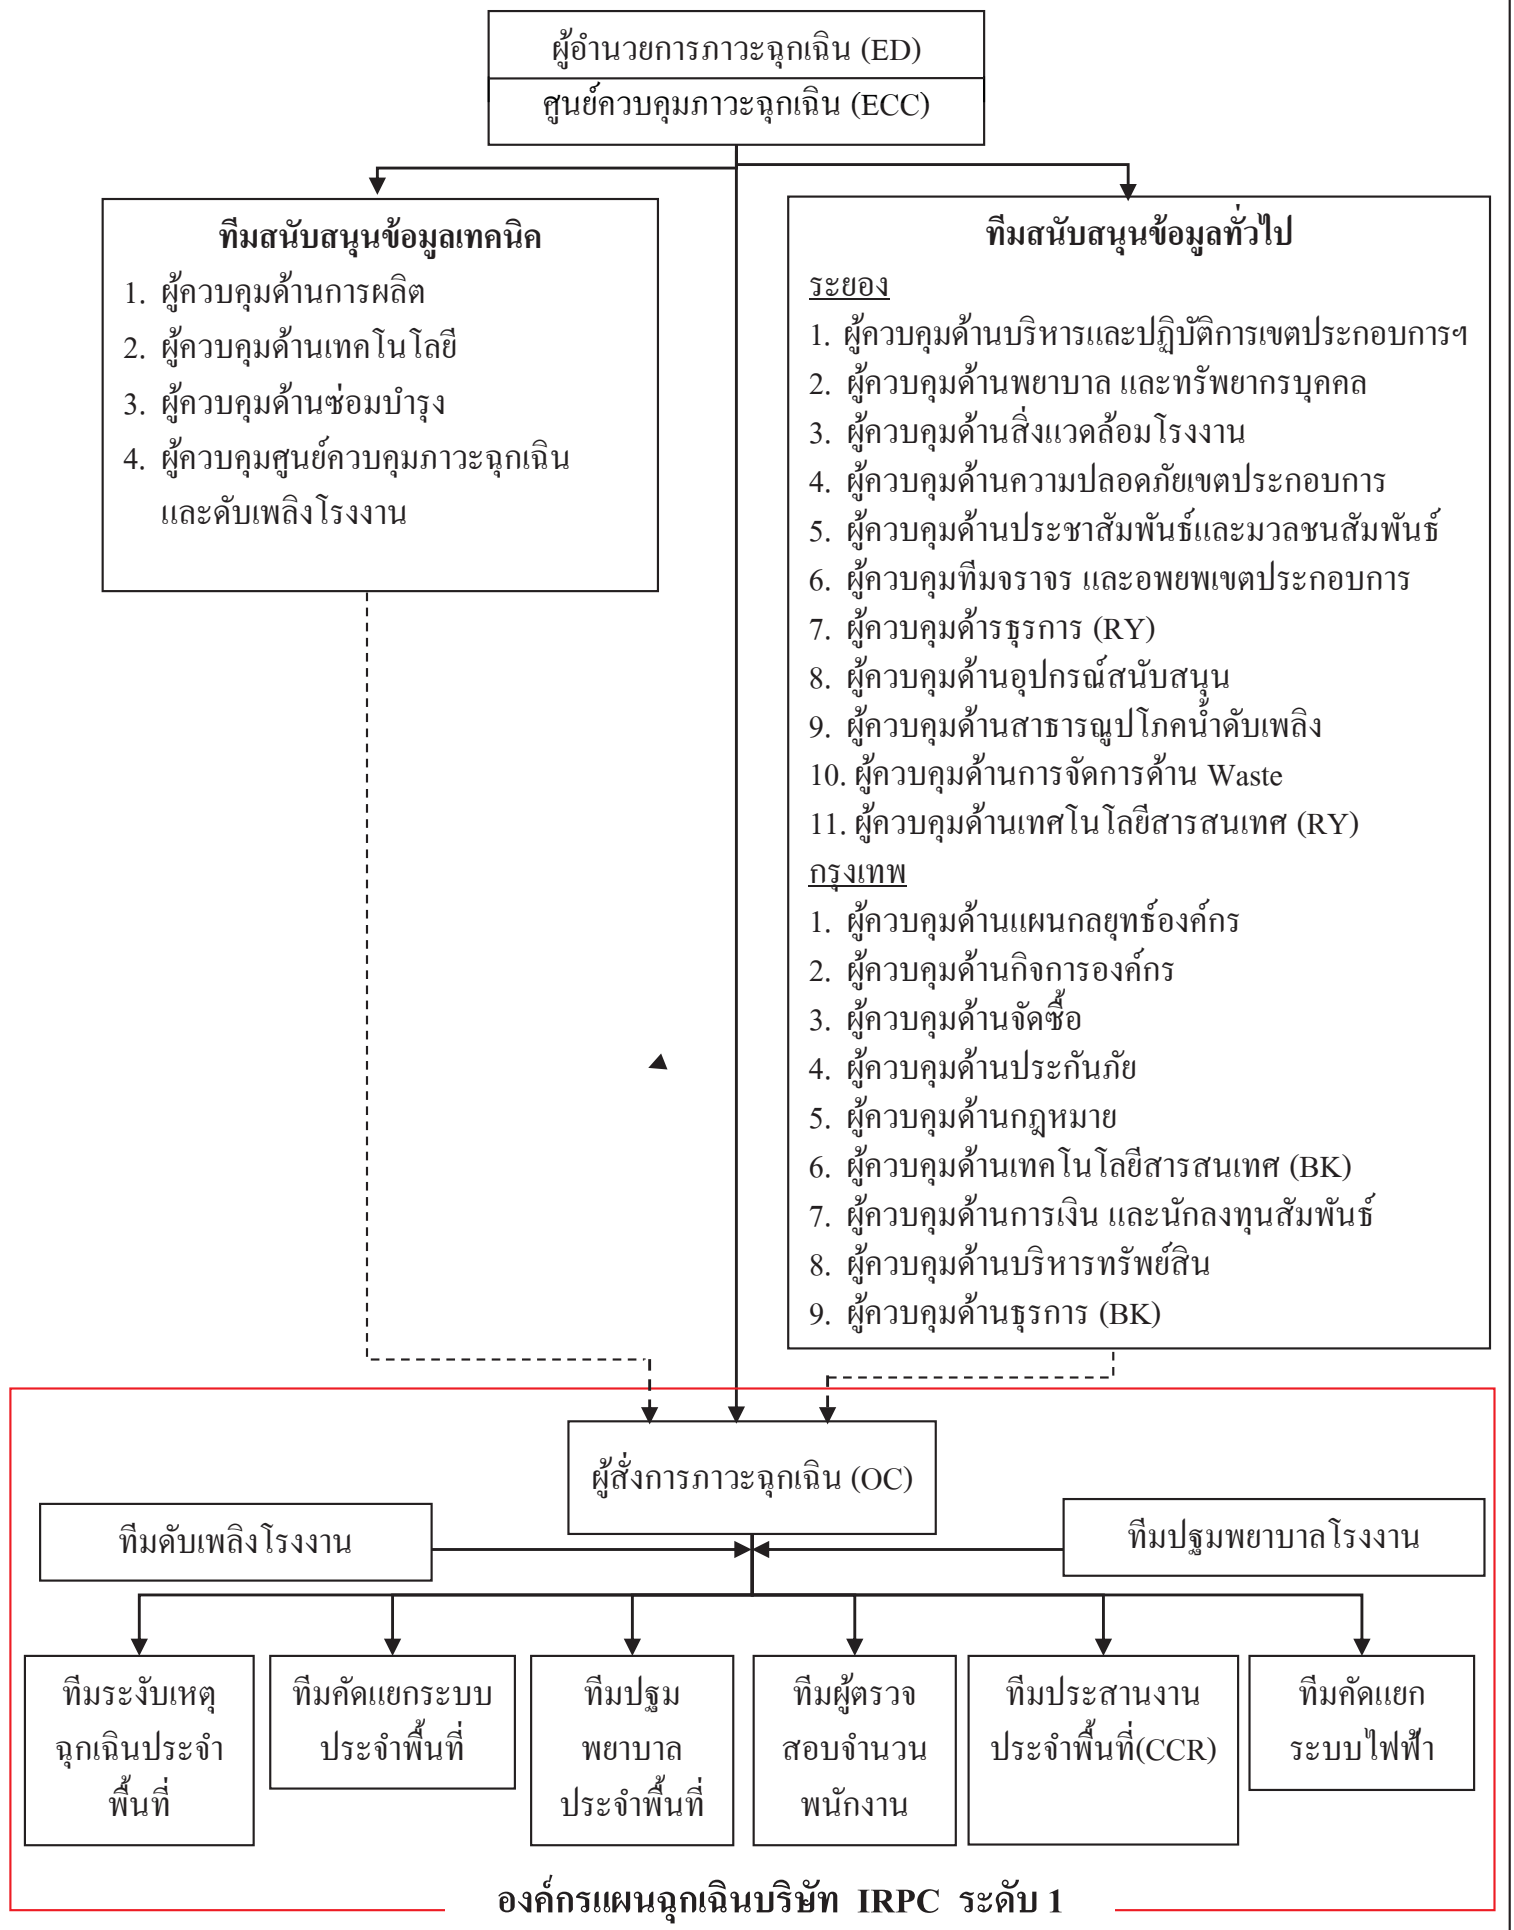 ผู้อำนวยการภาวะฉุกเฉิน (ED)
ศูนย์ควบคุมภาวะฉุกเฉิน (ECC)
ทีมสนับสนุนข้อมูลเทคนิค
1. ผู้ควบคุมด้านการผลิต
2. ผู้ควบคุมด้านเทคโนโลยี
3. ผู้ควบคุมด้านซ่อมบำรุง
4. ผู้ควบคุมศูนย์ควบคุมภาวะฉุกเฉิน
และดับเพลิงโรงงาน
ทีมสนับสนุนข้อมูลทั่วไป
ระยอง
1. ผู้ควบคุมด้านบริหารและปฏิบัติการเขตประกอบการฯ
2. ผู้ควบคุมด้านพยาบาล และทรัพยากรบุคคล
3. ผู้ควบคุมด้านสิ่งแวดล้อมโรงงาน
4. ผู้ควบคุมด้านความปลอดภัยเขตประกอบการ
5. ผู้ควบคุมด้านประชาสัมพันธ์และมวลชนสัมพันธ์
6. ผู้ควบคุมทีมจราจร และอพยพเขตประกอบการ
7. ผู้ควบคุมด้ารธุรการ (RY)
8. ผู้ควบคุมด้านอุปกรณ์สนับสนุน
9. ผู้ควบคุมด้านสาธารณูปโภคน้ำดับเพลิง
10. ผู้ควบคุมด้านการจัดการด้าน Waste
11. ผู้ควบคุมด้านเทศโนโลยีสารสนเทศ (RY)
กรุงเทพ
1. ผู้ควบคุมด้านแผนกลยุทธ์องค์กร
2. ผู้ควบคุมด้านกิจการองค์กร
3. ผู้ควบคุมด้านจัดซื้อ
4. ผู้ควบคุมด้านประกันภัย
5. ผู้ควบคุมด้านกฎหมาย
6. ผู้ควบคุมด้านเทคโนโลยีสารสนเทศ (BK)
7. ผู้ควบคุมด้านการเงิน และนักลงทุนสัมพันธ์
8. ผู้ควบคุมด้านบริหารทรัพย์สิน
9. ผู้ควบคุมด้านธุรการ (BK)
ผู้สั่งการภาวะฉุกเฉิน (OC)
ทีมดับเพลิงโรงงาน
ทีมปฐมพยาบาลโรงงาน
ทีมระงับเหตุ
ฉุกเฉินประจำ
พื้นที่
ทีมคัดแยกระบบ
ประจำพื้นที่
ทีมปฐม
พยาบาล
ประจำพื้นที่
ทีมผู้ตรวจ
สอบจำนวน
พนักงาน
ทีมประสานงาน
ประจำพื้นที่(CCR)
ทีมคัดแยก
ระบบไฟฟ้า
องค์กรแผนฉุกเฉินบริษัท IRPC ระดับ 1